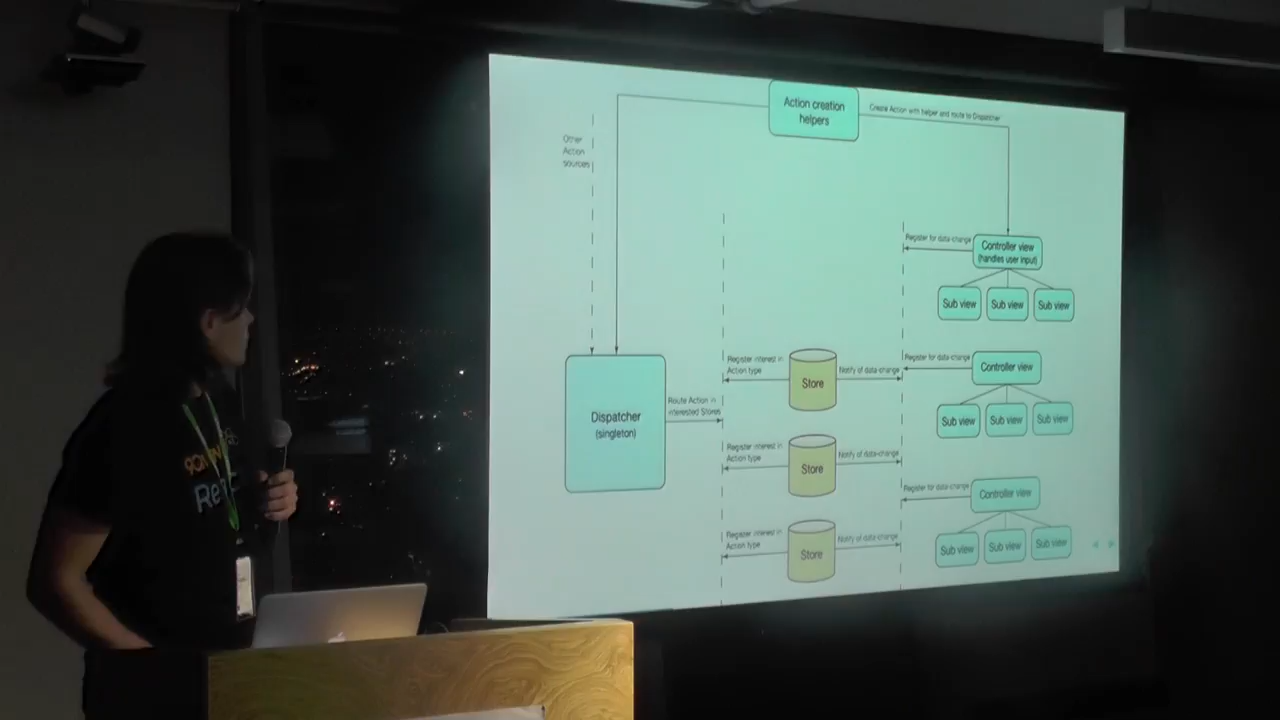 Action creation
helpers
Create Action with helper and route to Dispatcher
Other
Action
sources
Register for data-change
Controller view
(handles user input)
Sub view
Sub view
Sub view
Register interest in
Action type
Store
Notify of data-change
Register for data-change
Controller view
Sub view
Sub view
Sub view
Dispatcher
(singleton)
Route Action in
interested Stores
Register interest in
Action type
Store
Notify of data-change
Register for data-change
Controller view
Sub view
Sub view
Sub view
Register interest in
Action type
Store
Notify of data-change